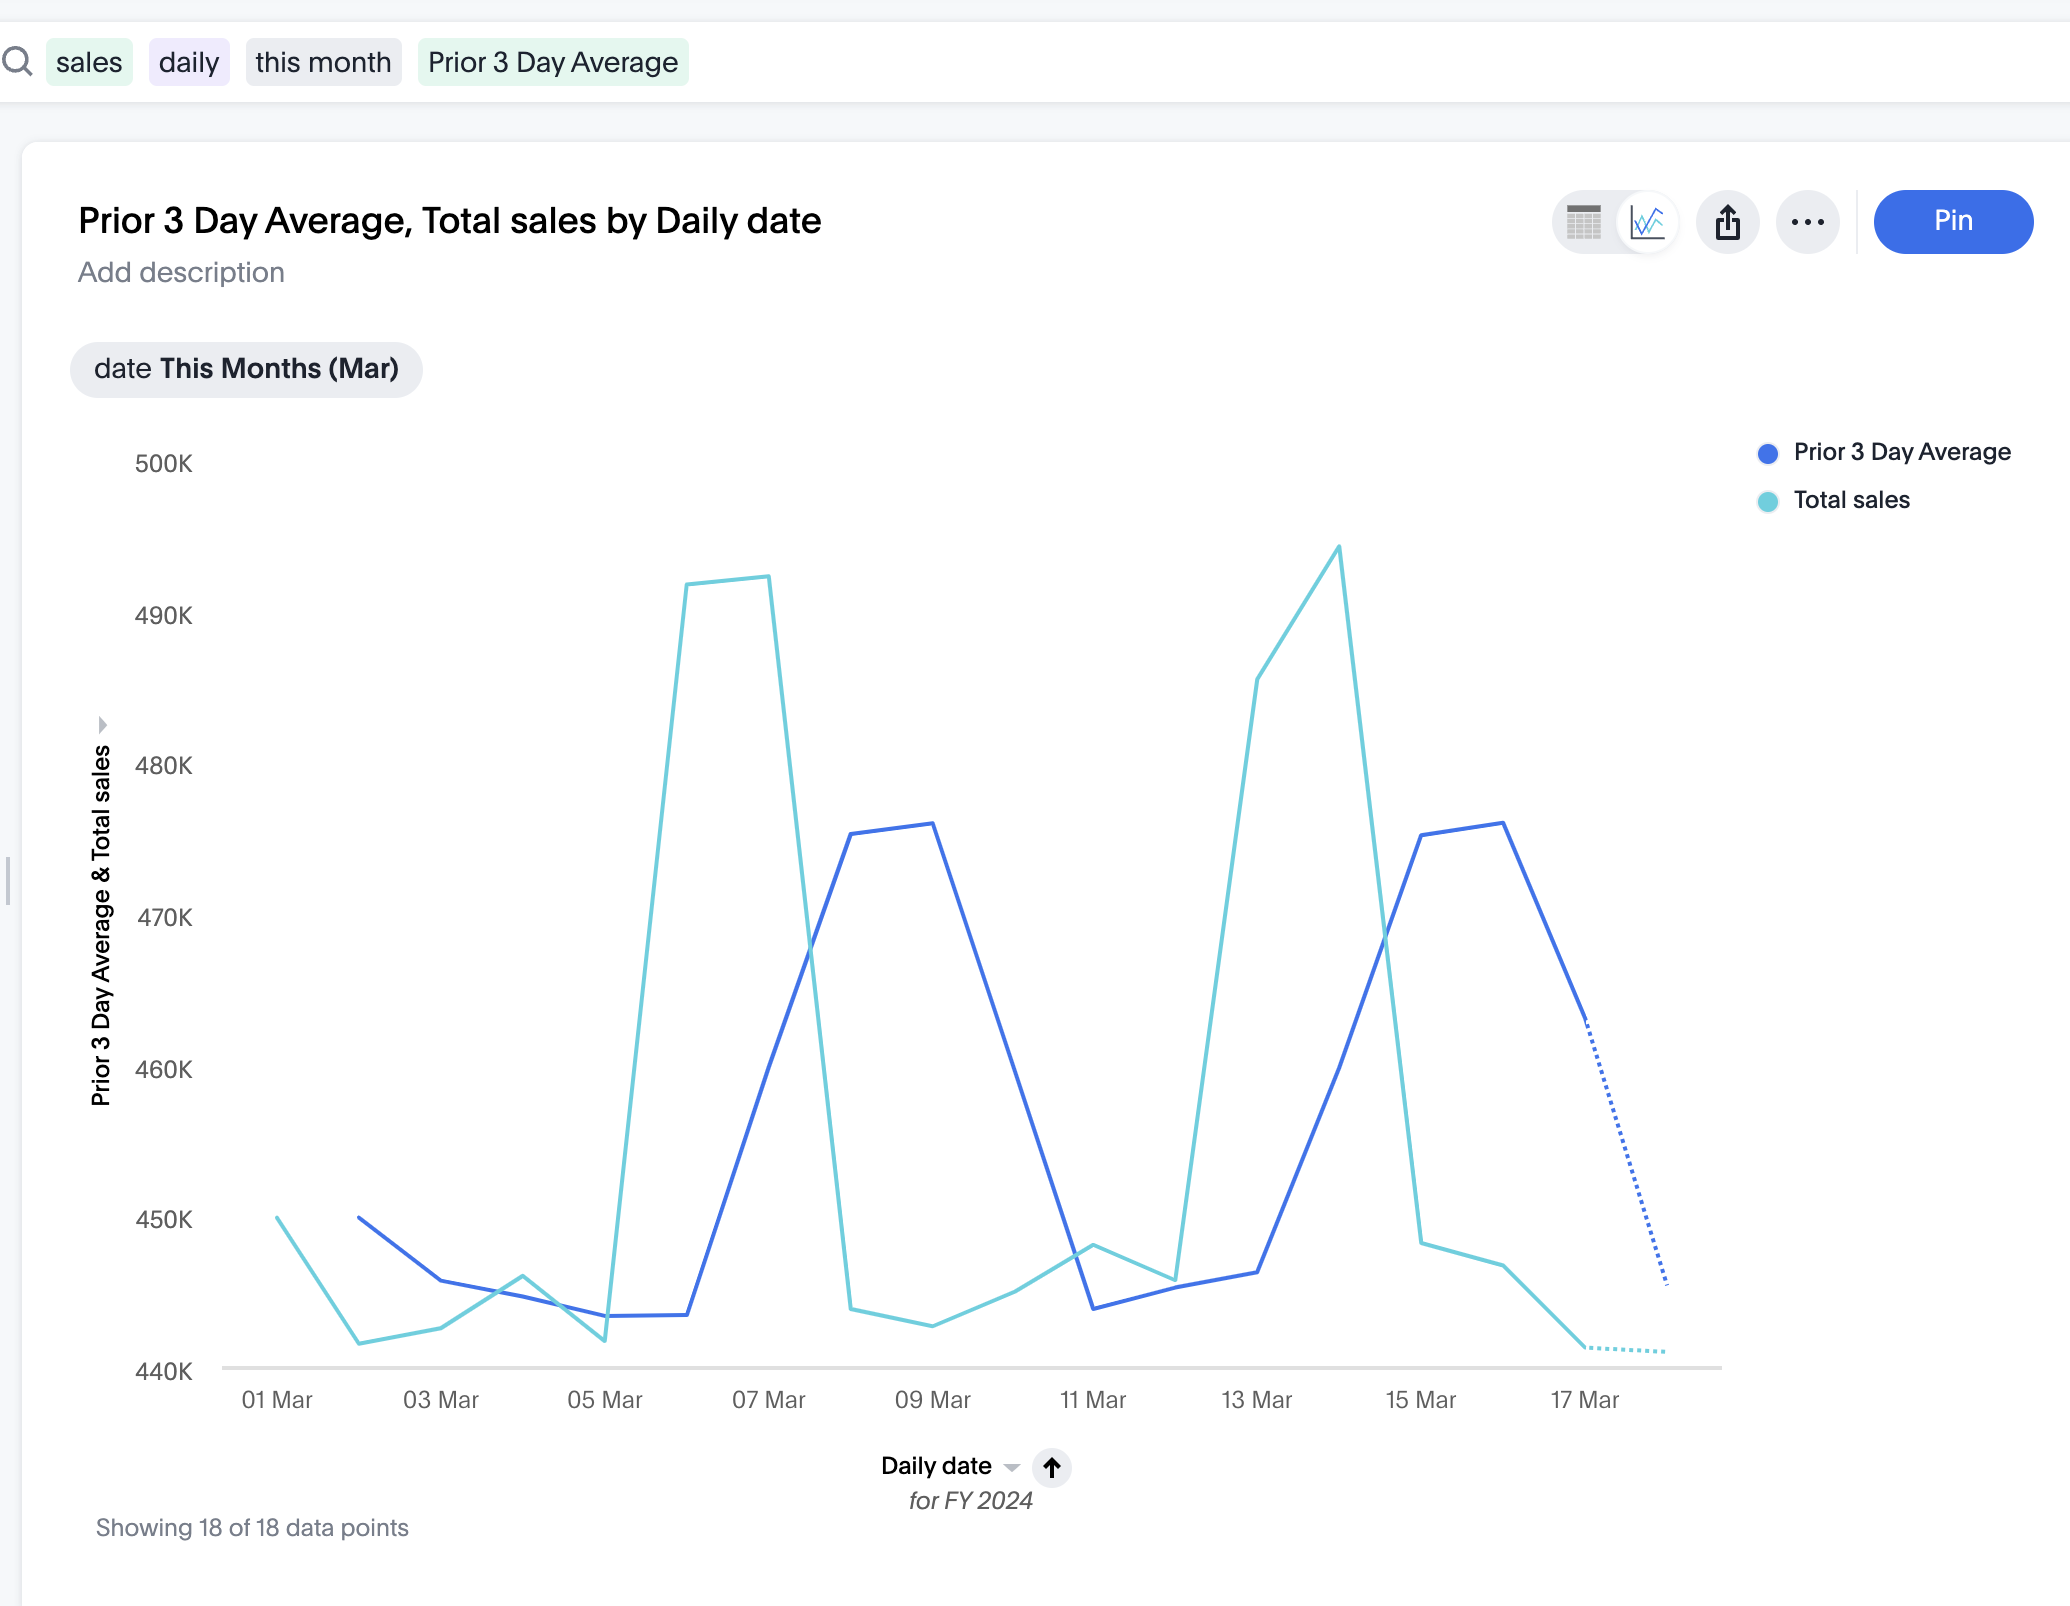 sales daily this month Prior 3 Day Average
Prior 3 Day Average, Total sales by Daily date
Pin
Add description
date This Months (Mar)
Prior 3 Day Average
Total sales
500K
490K
480K
470K
460K
450K
440K
Prior 3 Day Average & Total sales
01 Mar 03 Mar 05 Mar 07 Mar 09 Mar 11 Mar 13 Mar 15 Mar 17 Mar
Daily date
for FY 2024
Showing 18 of 18 data points